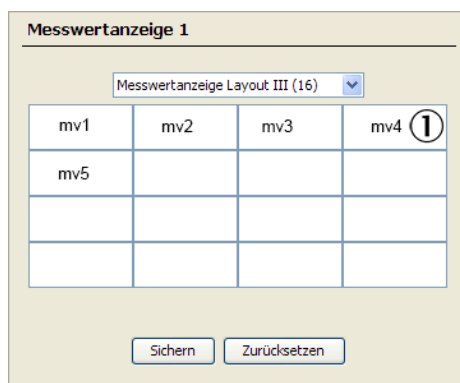 Messwertanzeige 1
Messwertanzeige Layout III (16)
mv1 mv2 mv3 mv4 ①
mv5
Sichern Zurücksetzen